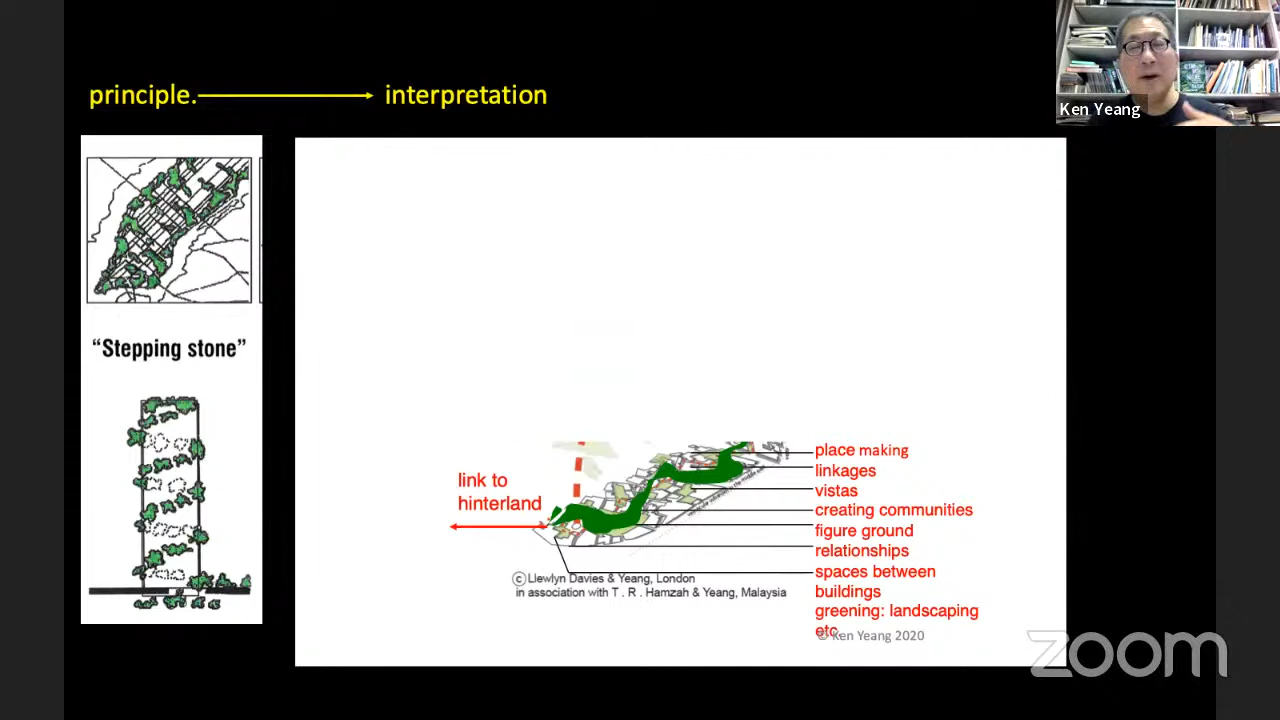 principle.
interpretation
Ken Yeang
“Stepping stone”
link to
hinterland
place making
linkages
vistas
creating communities
figure ground
relationships
spaces between
buildings
greening: landscaping
etc
© Llewlyn Davies & Yeang, London
in association with T . R . Hamzah & Yeang, Malaysia
© Ken Yeang 2020
zoom